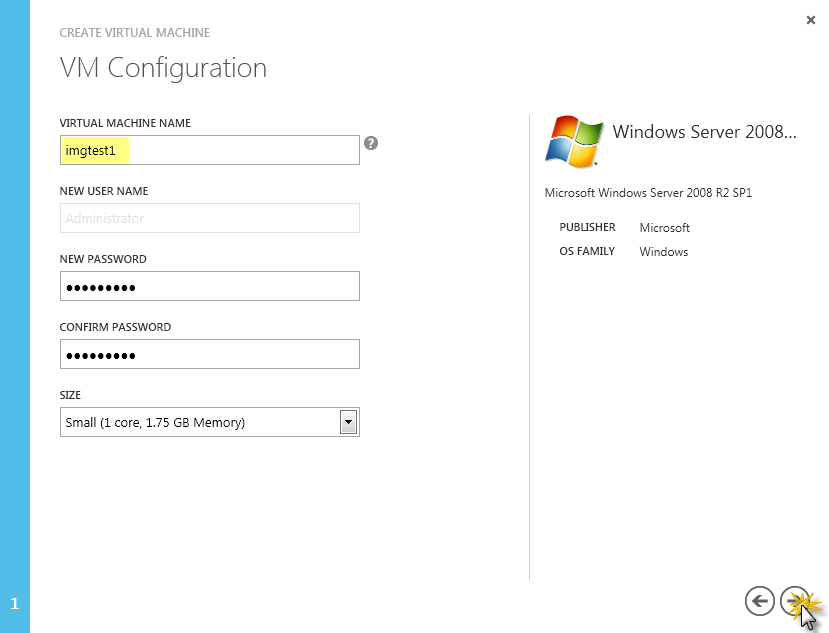 CREATE VIRTUAL MACHINE
VM Configuration
VIRTUAL MACHINE NAME
imgtest1
?
NEW USER NAME
Administrator
NEW PASSWORD
●●●●●●●●●
CONFIRM PASSWORD
●●●●●●●●●
SIZE
Small (1 core, 1.75 GB Memory)
Windows Server 2008...
Microsoft Windows Server 2008 R2 SP1
PUBLISHER Microsoft
OS FAMILY Windows
1